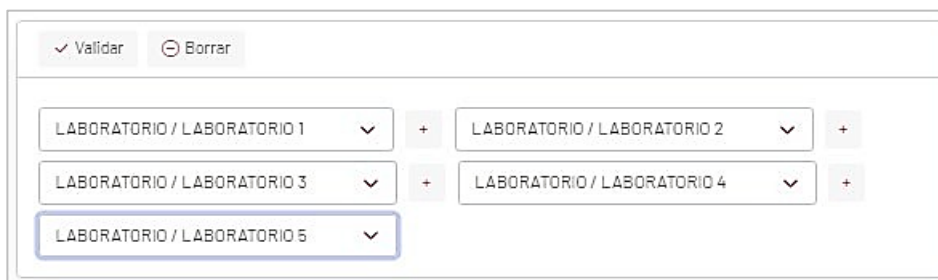 Validar Borrar
LABORATORIO / LABORATORIO 1 + LABORATORIO / LABORATORIO 2 +
LABORATORIO / LABORATORIO 3 + LABORATORIO / LABORATORIO 4 +
LABORATORIO / LABORATORIO 5